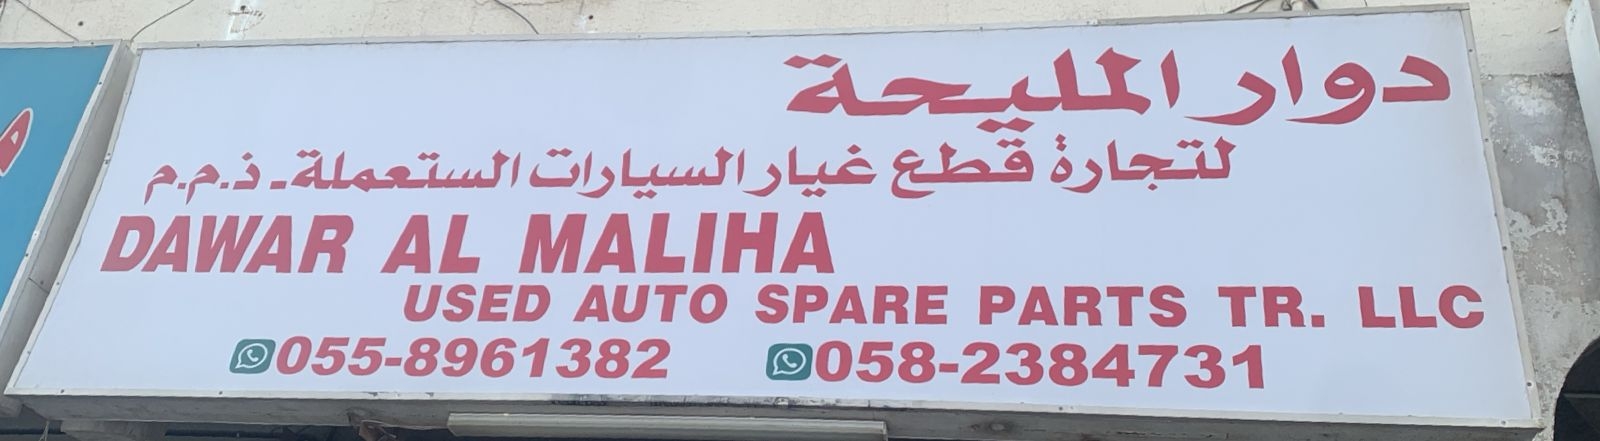 دوار المليحة
لتجارة قطع غيار السيارات الستعملة - ذ.م.م
DAWAR AL MALIHA
USED AUTO SPARE PARTS TR. LLC
055-8961382 058-2384731